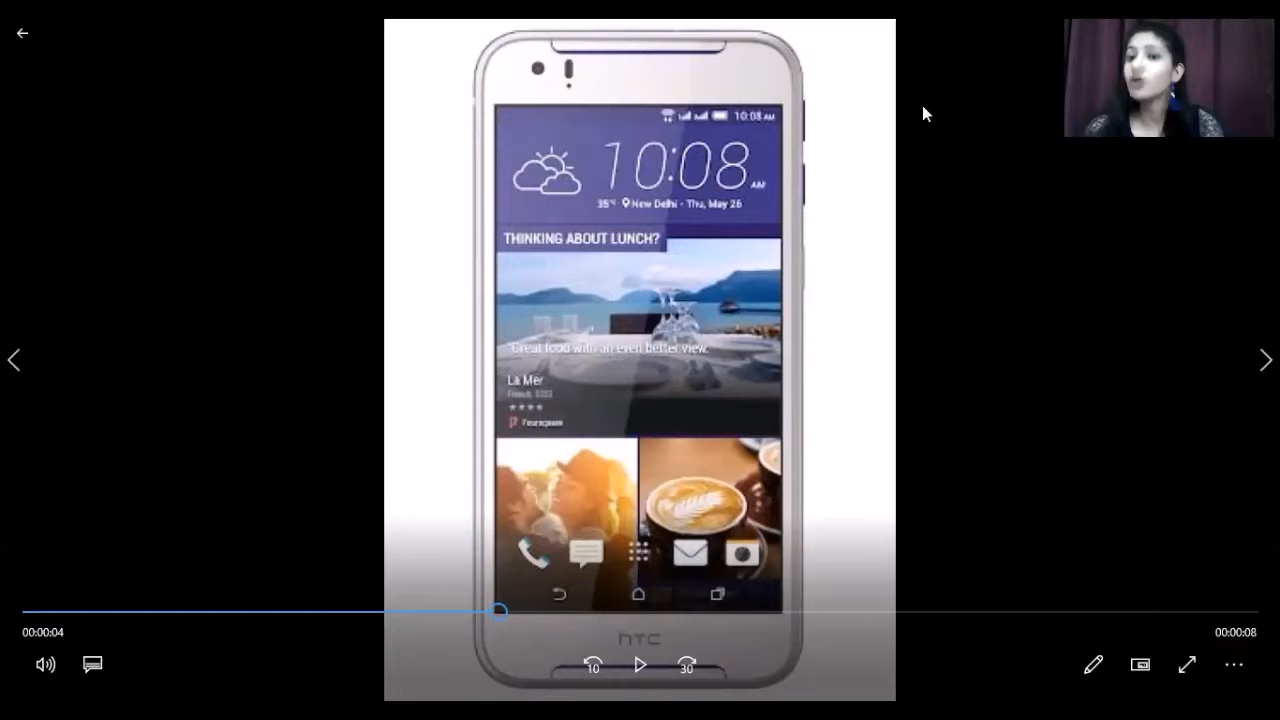 10:08 AM
10:08 AM
35° New Delhi - Thu, May 26
THINKING ABOUT LUNCH?
"Great food with an even better view."
La Mer
Foursquare
hTC
00:00:04
00:00:08
10
30